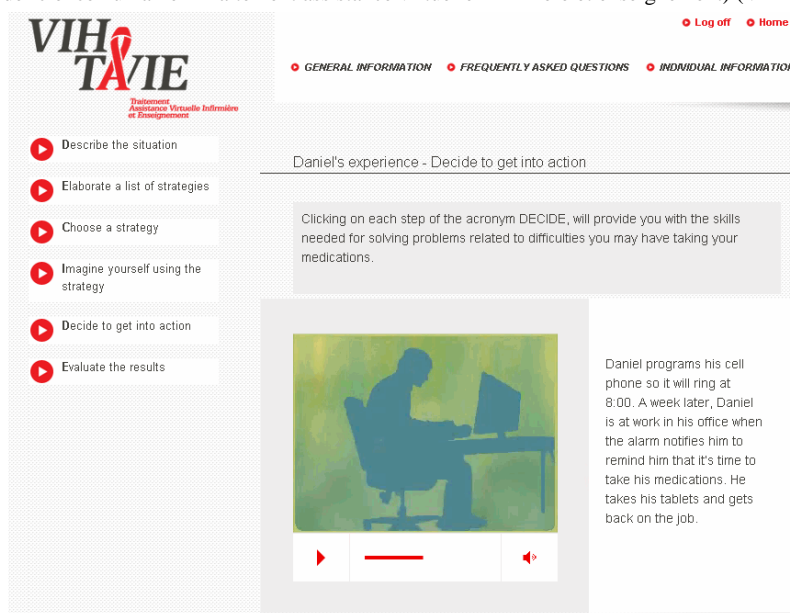 Log off Home
VIH
TAVIE
Traitement
Assistance Virtuelle Infirmière
et Enseignement
GENERAL INFORMATION FREQUENTLY ASKED QUESTIONS INDIVIDUAL INFORMATIO
Describe the situation
Elaborate a list of strategies
Choose a strategy
Imagine yourself using the
strategy
Decide to get into action
Evaluate the results
Daniel's experience - Decide to get into action
Clicking on each step of the acronym DECIDE, will provide you with the skills
needed for solving problems related to difficulties you may have taking your
medications.
Daniel programs his cell
phone so it will ring at
8:00. A week later, Daniel
is at work in his office when
the alarm notifies him to
remind him that it's time to
take his medications. He
takes his tablets and gets
back on the job.